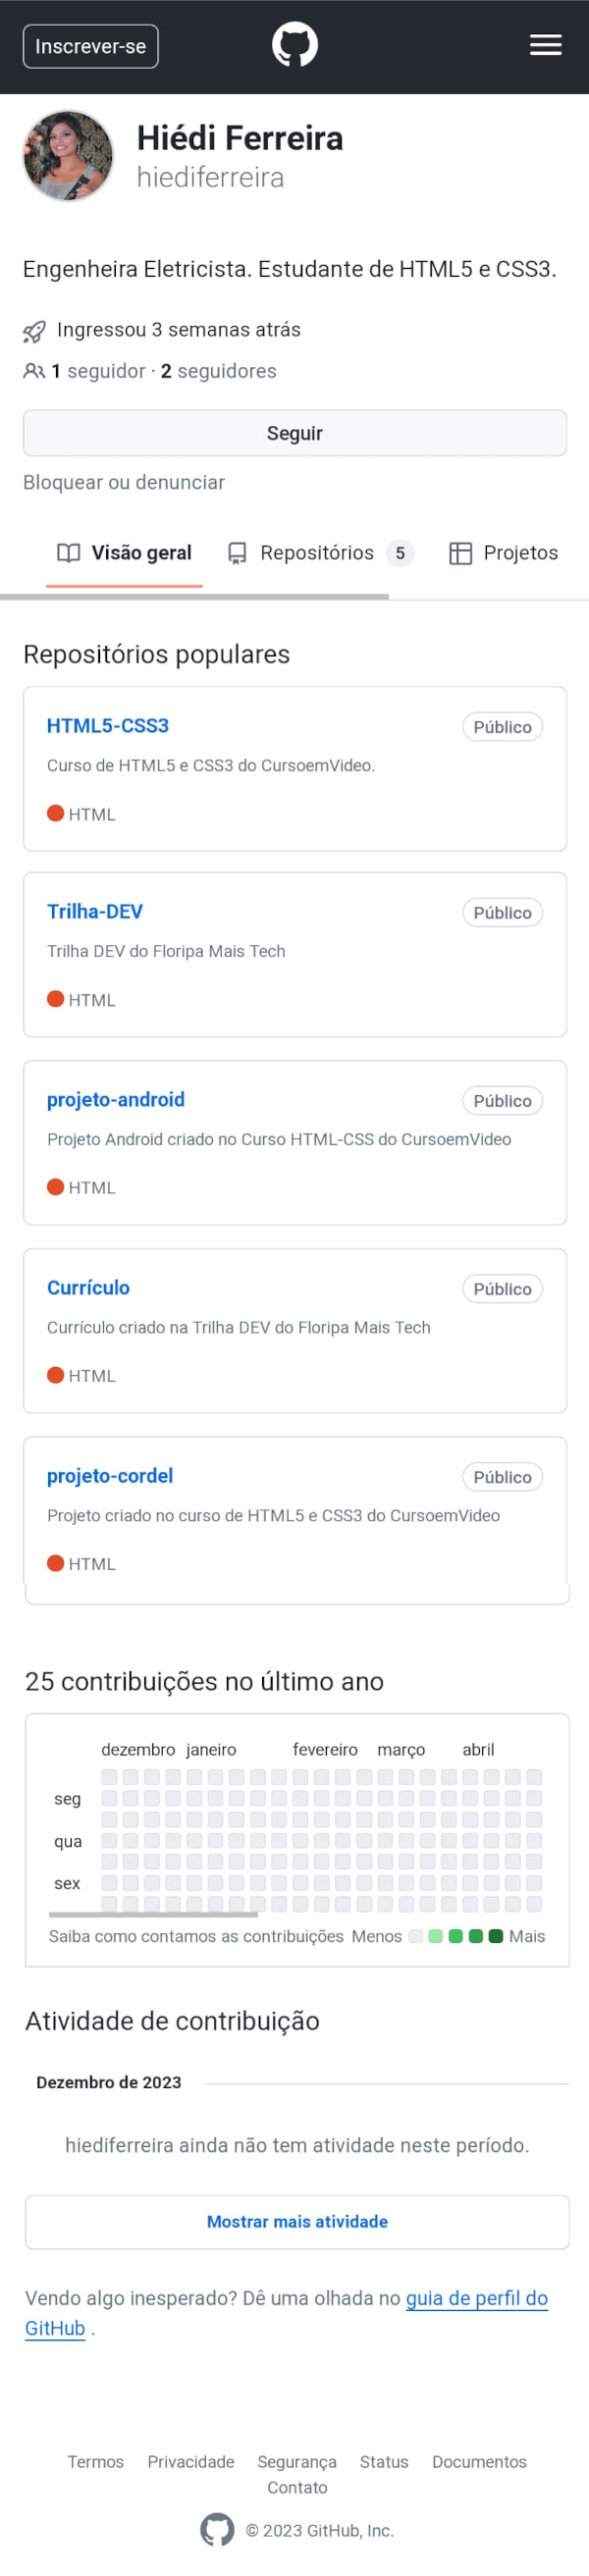 Inscrever-se
Hiédi Ferreira
hiediferreira
Engenheira Eletricista. Estudante de HTML5 e CSS3.
Ingressou 3 semanas atrás
1 seguidor · 2 seguidores
Seguir
Bloquear ou denunciar
Visão geral Repositórios 5 Projetos
Repositórios populares
HTML5-CSS3 Público
Curso de HTML5 e CSS3 do CursoemVideo.
HTML
Trilha-DEV Público
Trilha DEV do Floripa Mais Tech
HTML
projeto-android Público
Projeto Android criado no Curso HTML-CSS do CursoemVideo
HTML
Currículo Público
Currículo criado na Trilha DEV do Floripa Mais Tech
HTML
projeto-cordel Público
Projeto criado no curso de HTML5 e CSS3 do CursoemVideo
HTML
25 contribuições no último ano
dezembro janeiro fevereiro março abril
seg
qua
sex
Saiba como contamos as contribuições Menos Mais
Atividade de contribuição
Dezembro de 2023
hiediferreira ainda não tem atividade neste período.
Mostrar mais atividade
Vendo algo inesperado? Dê uma olhada no guia de perfil do
GitHub .
Termos Privacidade Segurança Status Documentos
Contato
© 2023 GitHub, Inc.